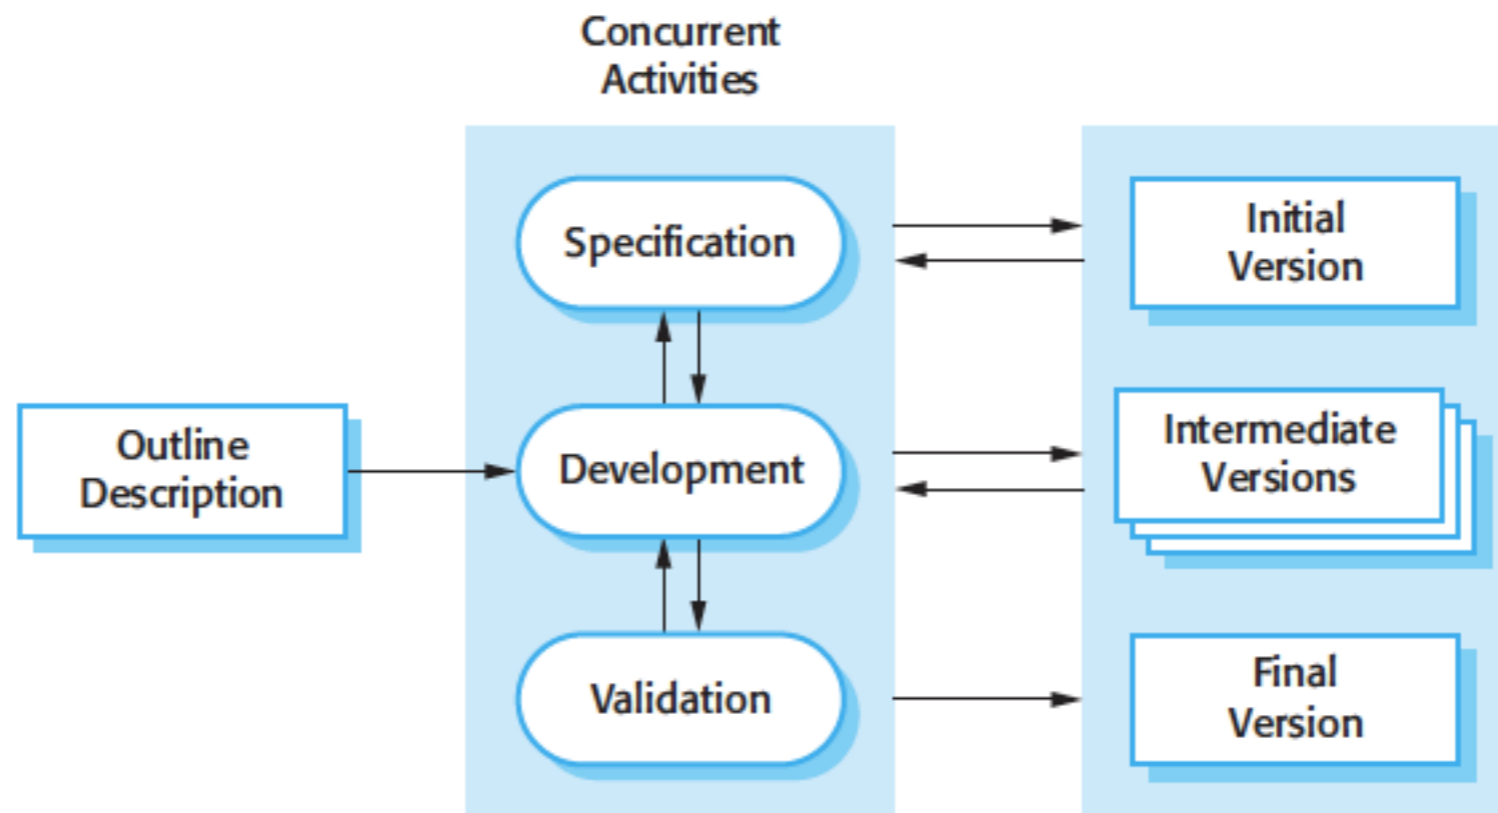 Concurrent
Activities
Specification
Initial
Version
Outline
Description
Development
Intermediate
Versions
Validation
Final
Version